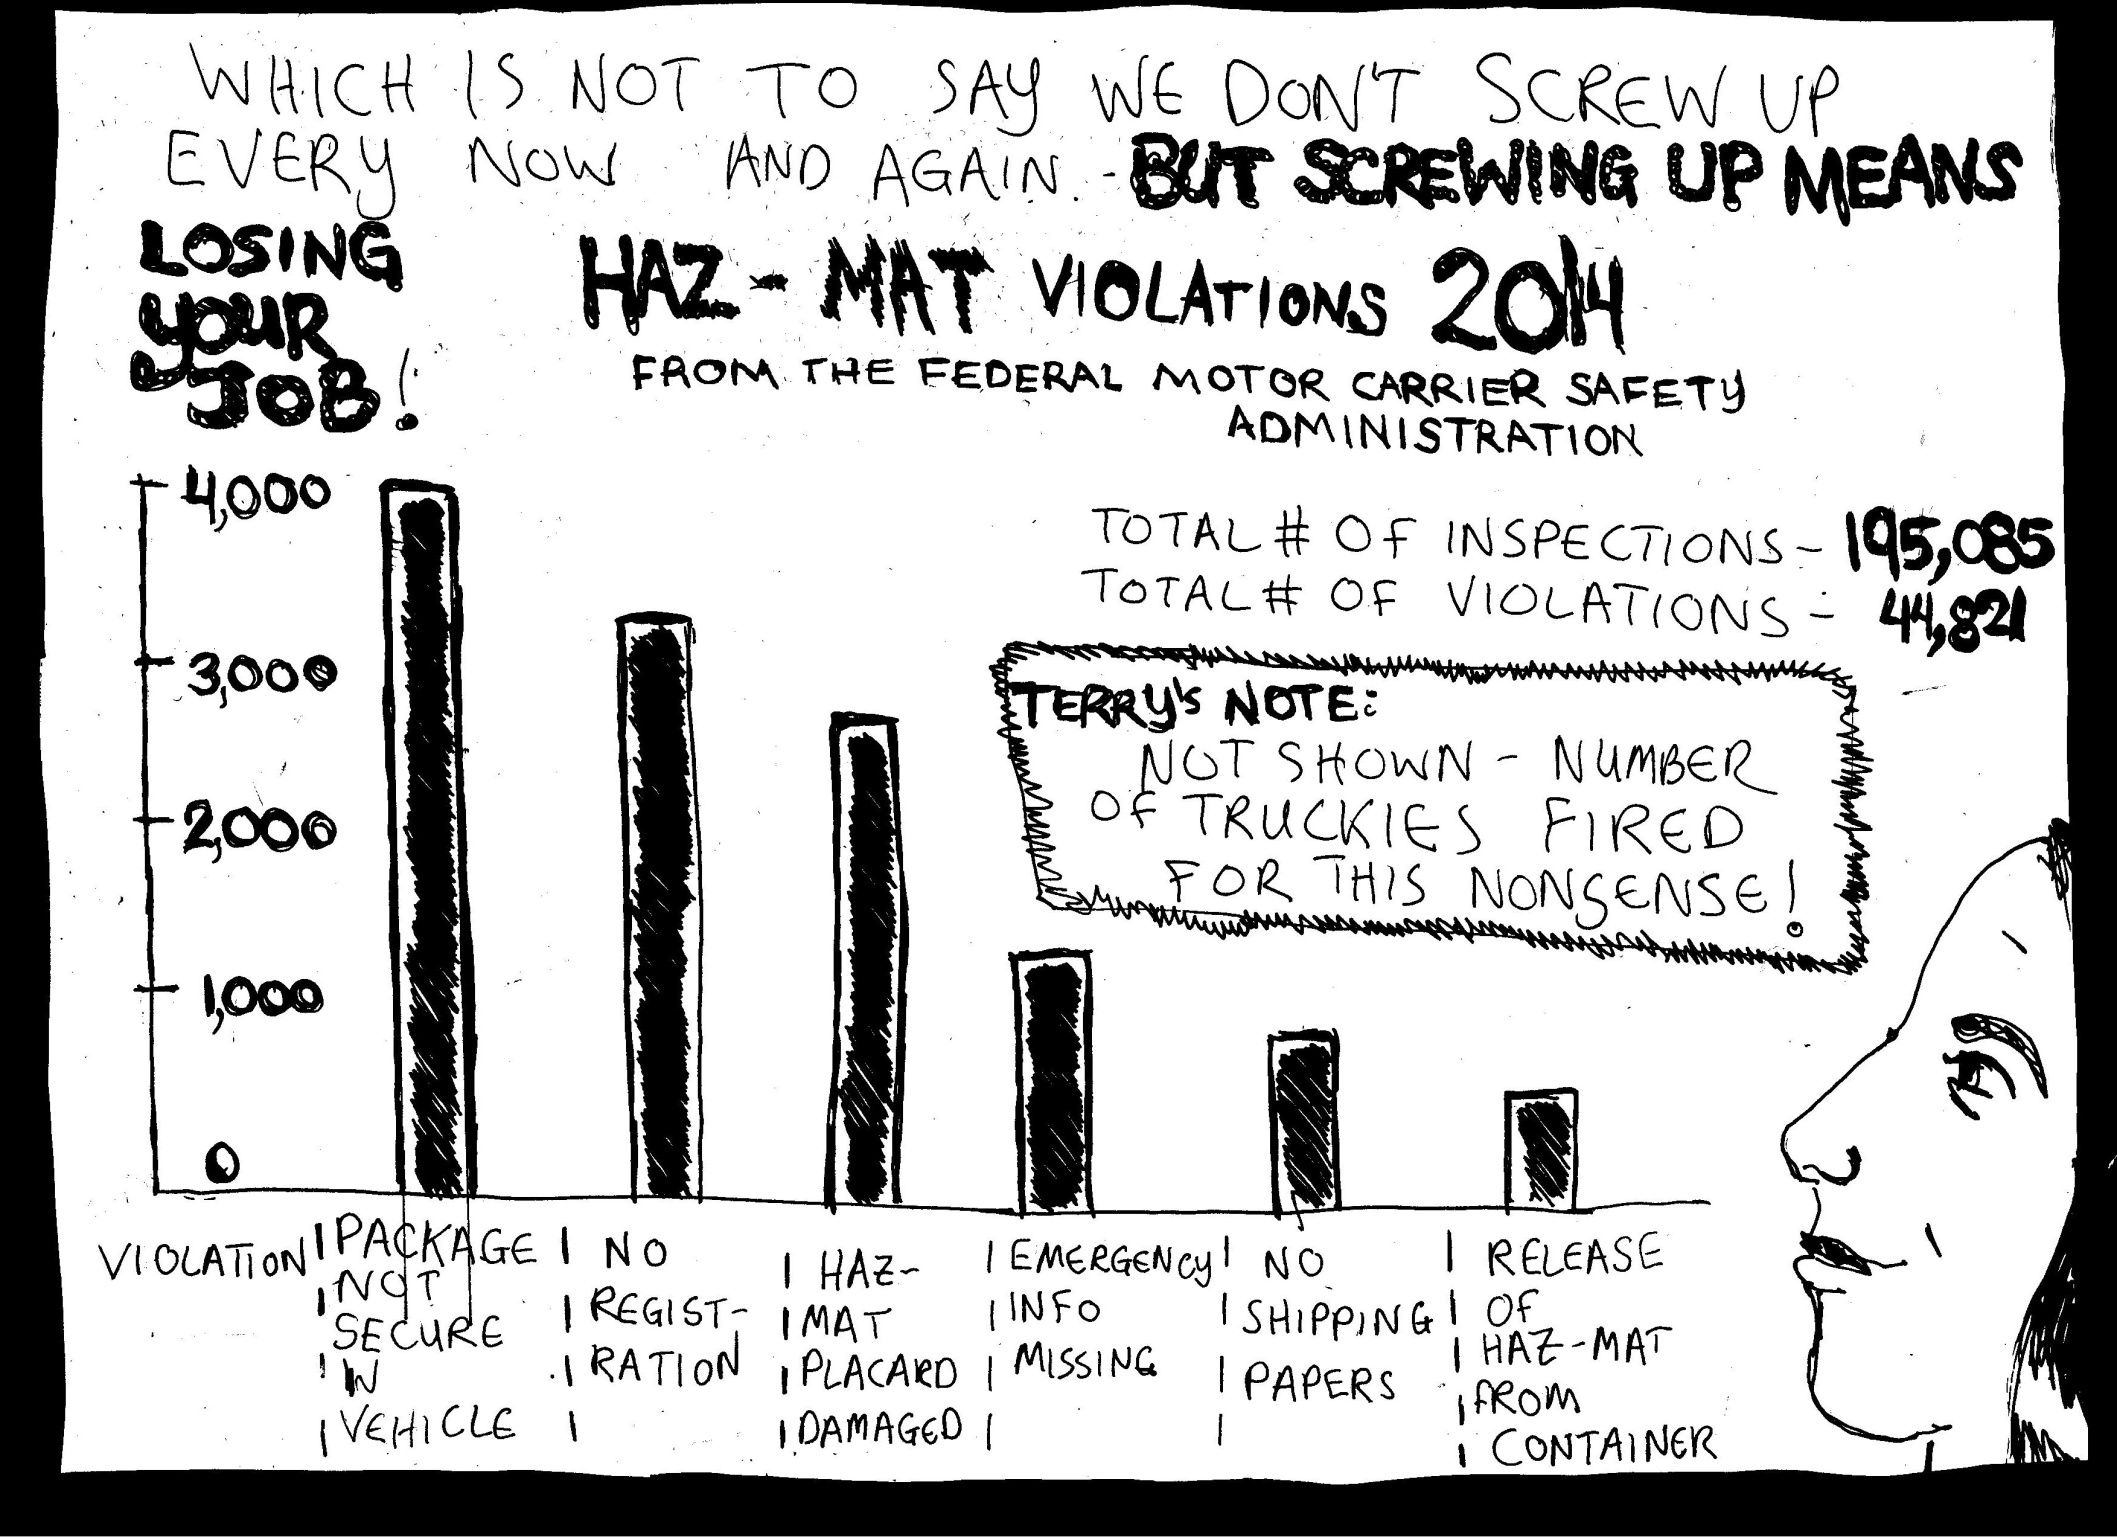 WHICH IS NOT TO SAY WE DON'T SCREW UP
EVERY NOW AND AGAIN - BUT SCREWING UP MEANS
LOSING
YOUR
JOB!
HAZ-MAT VIOLATIONS 2014
FROM THE FEDERAL MOTOR CARRIER SAFETY
ADMINISTRATION
TOTAL # OF INSPECTIONS - 195,085
TOTAL # OF VIOLATIONS - 44,821
TERRY'S NOTE:
NOT SHOWN - NUMBER
OF TRUCKIES FIRED
FOR THIS NONSENSE!
4,000
3,000
2,000
1,000
0
VIOLATION
PACKAGE
NOT
SECURE
IN
VEHICLE
NO
REGIST-
RATION
HAZ-
MAT
PLACARD
DAMAGED
EMERGENCY
INFO
MISSING
NO
SHIPPING
PAPERS
RELEASE
OF
HAZ-MAT
FROM
CONTAINER